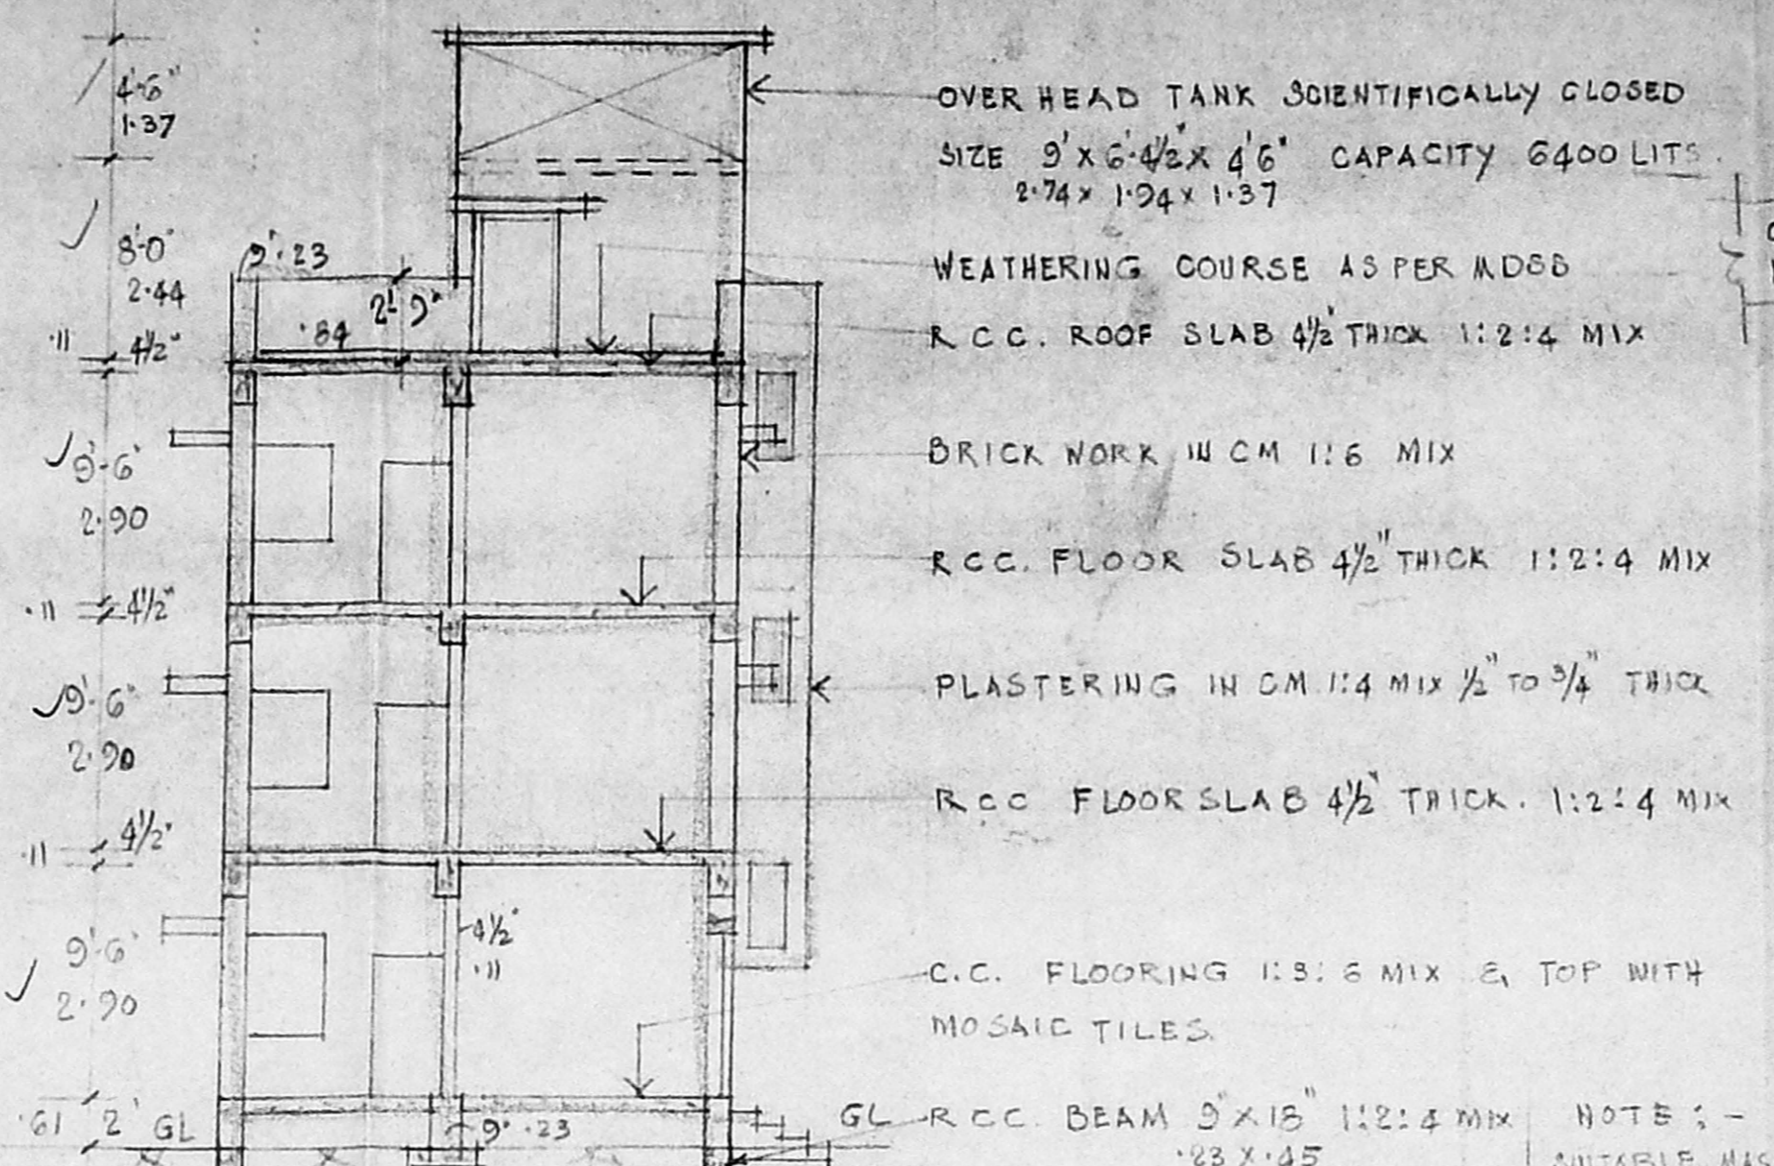 4'-6"
1.37
OVER HEAD TANK SCIENTIFICALLY CLOSED
SIZE 9' X 6'-4½" X 4'6" CAPACITY 6400 LITS.
2.74 x 1.94 x 1.37
8'-0"
2.44
9" .23
2'-9"
.84
WEATHERING COURSE AS PER MDSS
.11 4½"
R C C. ROOF SLAB 4½" THICK 1:2:4 MIX
9'-6"
2.90
BRICK WORK IN CM 1:6 MIX
R C C. FLOOR SLAB 4½" THICK 1:2:4 MIX
.11 4½"
9'-6"
2.90
PLASTERING IN CM 1:4 MIX ½" TO ¾" THICK
R C C FLOOR SLAB 4½" THICK. 1:2:4 MIX
.11 4½"
9'-6"
2.90
4½"
.11
C.C. FLOORING 1:3:6 MIX & TOP WITH
MOSAIC TILES.
.61 2' GL
9" .23
GL
R C C. BEAM 9" X 18" 1:2:4 MIX
.23 X .45
NOTE :-